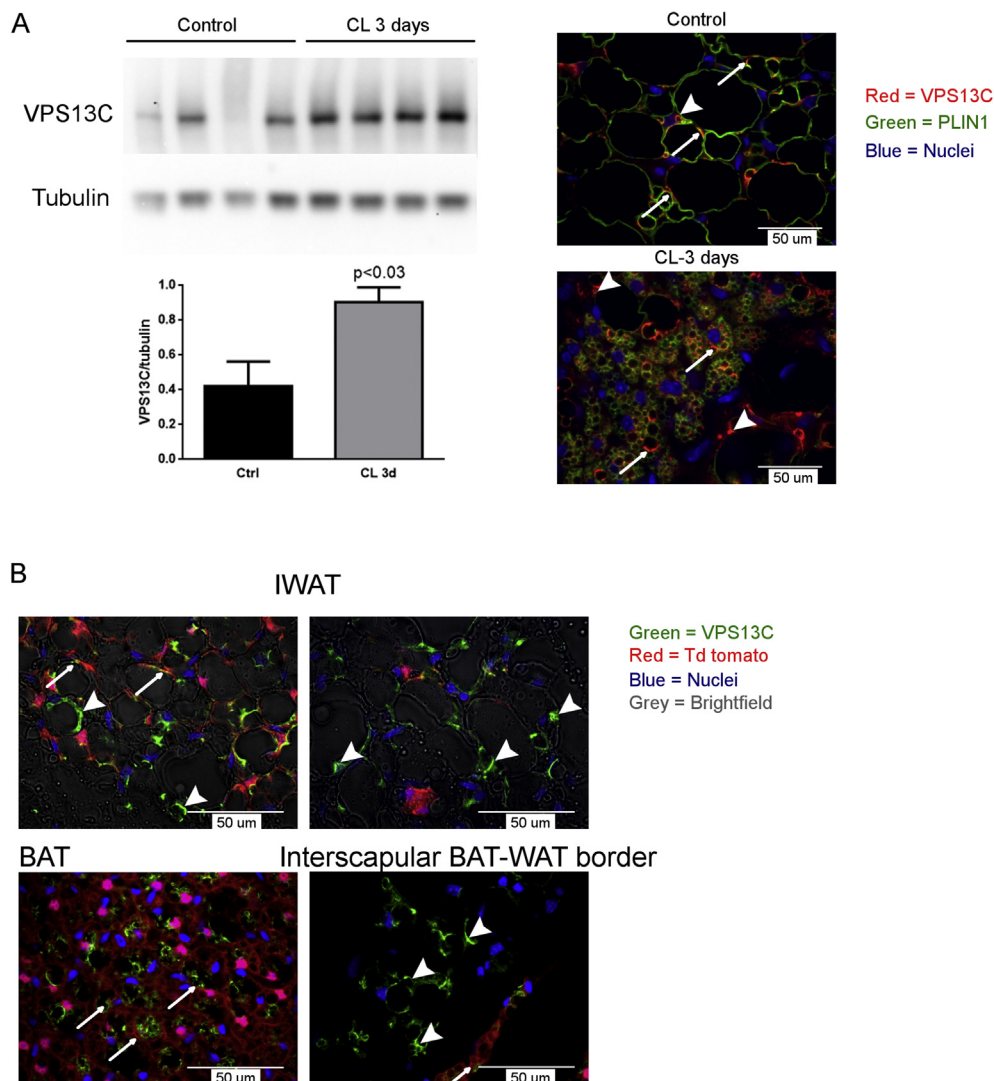 A
Control
CL 3 days
VPS13C
Tubulin
p<0.03
VPS13C/tubulin
1.0
0.8
0.6
0.4
0.2
0.0
Ctrl
CL 3d
Control
50 um
CL-3 days
50 um
Red = VPS13C
Green = PLIN1
Blue = Nuclei
B
IWAT
50 um
50 um
Green = VPS13C
Red = Td tomato
Blue = Nuclei
Grey = Brightfield
BAT
Interscapular BAT-WAT border
50 um
50 um